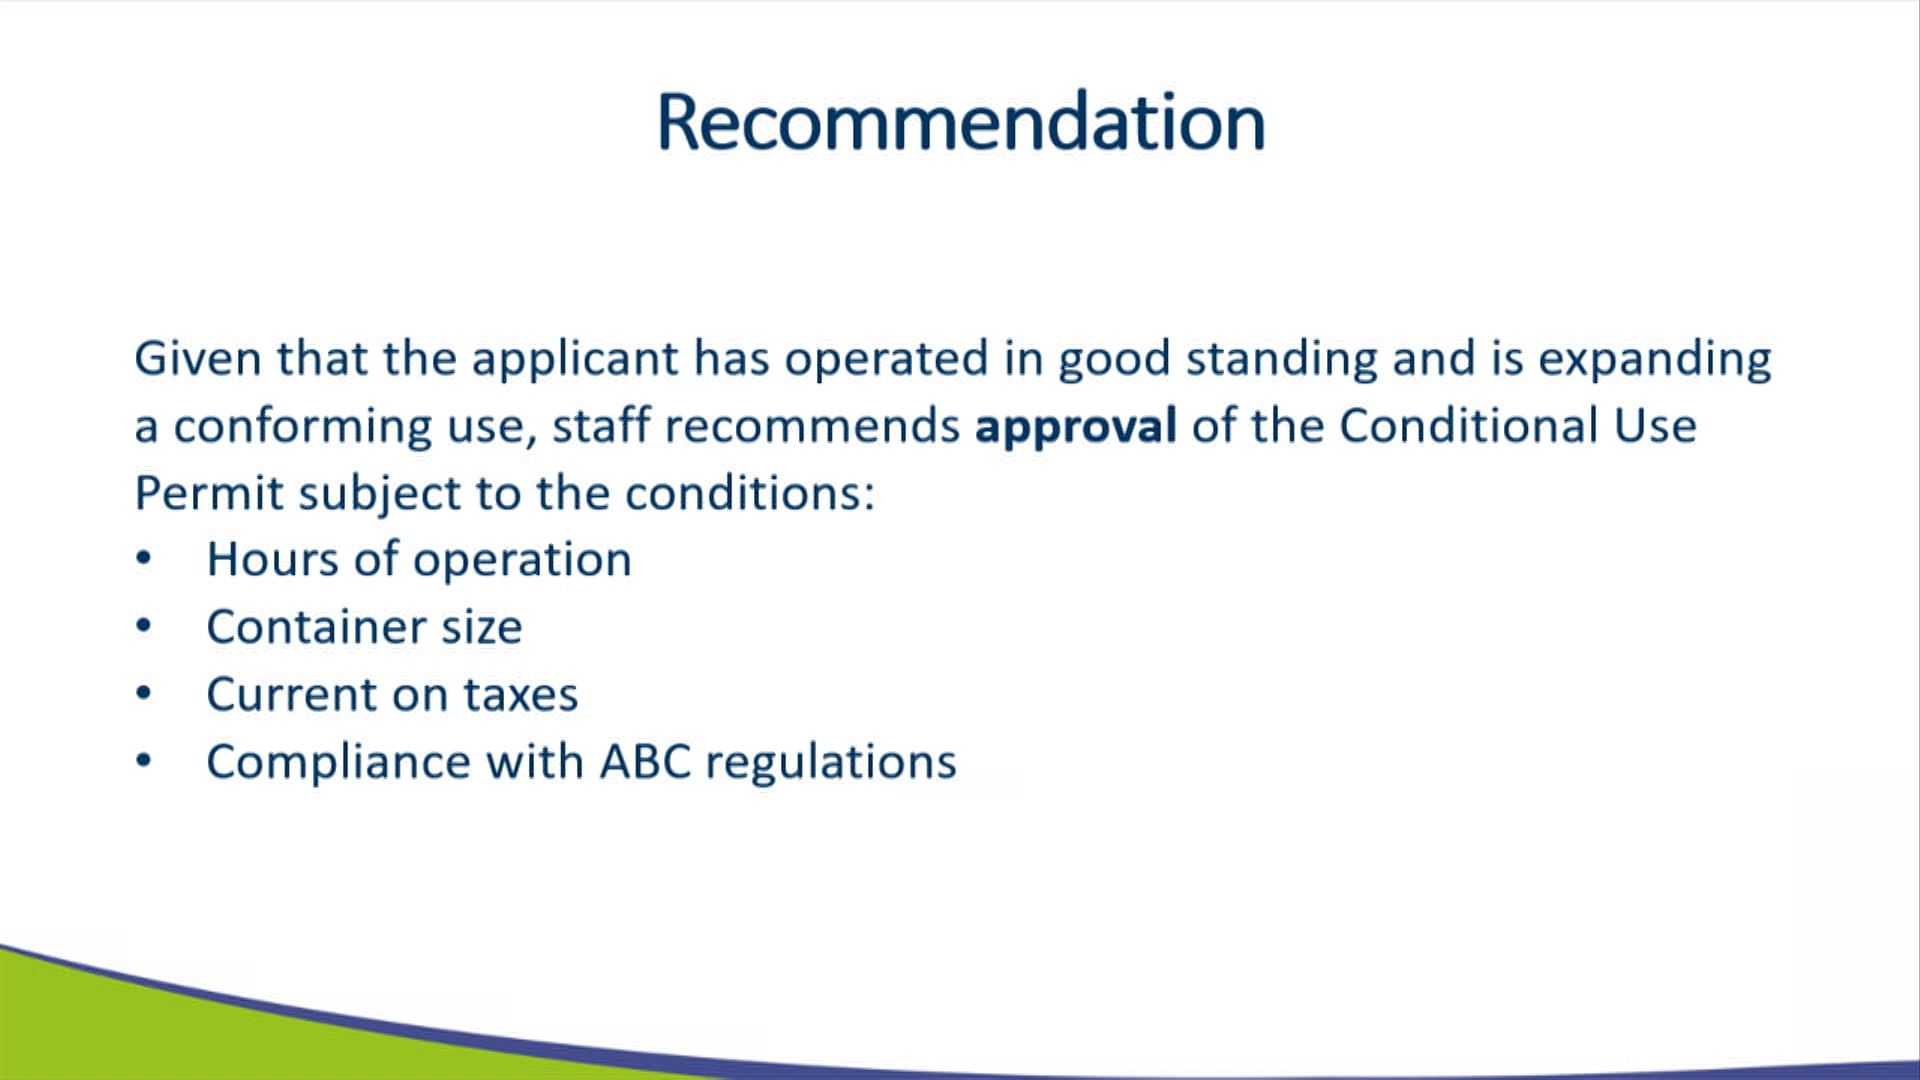 Recommendation
Given that the applicant has operated in good standing and is expanding
a conforming use, staff recommends approval of the Conditional Use
Permit subject to the conditions:
• Hours of operation
• Container size
• Current on taxes
• Compliance with ABC regulations